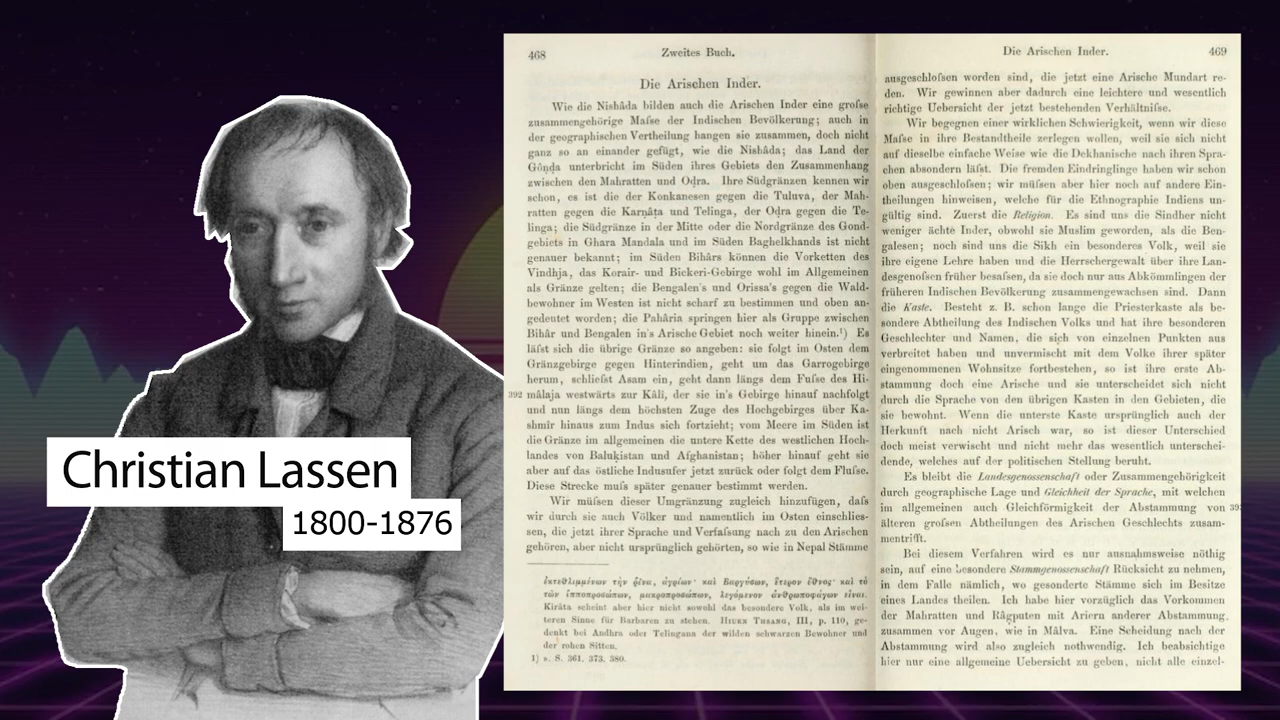 Christian Lassen
1800-1876
468 Zweites Buch.
Die Arischen Inder.
Wie die Nishâda bilden auch die Arischen Inder eine grofse
zusammengehörige Mafse der Indischen Bevölkerung; auch in
der geographischen Vertheilung hangen sie zusammen, doch nicht
ganz so an einander gefügt, wie die Nishâda; das Land der
Gôṇḍa unterbricht im Süden ihres Gebiets den Zusammenhang
zwischen den Mahratten und Oḍra. Ihre Südgränzen kennen wir
schon, es ist die der Konkanesen gegen die Tuluva, der Mah-
ratten gegen die Karṇâṭa und Telinga, der Oḍra gegen die Te-
linga; die Südgränze in der Mitte oder die Nordgränze des Gond-
gebiets in Ghara Mandala und im Süden Baghelkhands ist nicht
genauer bekannt; im Süden Bihârs können die Vorketten des
Vindhja, das Korair- und Bickeri-Gebirge wohl im Allgemeinen
als Gränze gelten; die Bengalen's und Orissa's gegen die Wald-
bewohner im Westen ist nicht scharf zu bestimmen und oben an-
gedeutet worden; die Pahâria springen hier als Gruppe zwischen
Bihâr und Bengalen in's Arische Gebiet noch weiter hinein.¹) Es
läfst sich die übrige Gränze so angeben: sie folgt im Osten dem
Gränzgebirge gegen Hinterindien, geht um das Garrogebirge
herum, schliefst Asam ein, geht dann längs dem Fufse des Hi-
392 mâlaja westwärts zur Kâlî, der sie in's Gebirge hinauf nachfolgt
und nun längs dem höchsten Zuge des Hochgebirges über Ka-
shmîr hinaus zum Indus sich fortzieht; vom Meere im Süden ist
die Gränze im allgemeinen die untere Kette des westlichen Hoch-
landes von Balukistan und Afghanistan; höher hinauf geht sie
aber auf das östliche Indusufer jetzt zurück oder folgt dem Flufse.
Diese Strecke mufs später genauer bestimmt werden.
Wir müfsen dieser Umgränzung zugleich hinzufügen, dafs
wir durch sie auch Völker und namentlich im Osten einschlies-
sen, die jetzt ihrer Sprache und Verfafsung nach zu den Arischen
gehören, aber nicht ursprünglich gehörten, so wie in Nepal Stämme
ἐκτεθλιμμένων τὴν ῥῖνα, ἀγρίων· καὶ Βαργύσων, ἕτερον ἔθνος· καὶ τὸ
τῶν ἱπποπροσώπων, μακροπροσώπων, λεγόμενον ἀνθρωποφάγων εἶναι.
Kirâta scheint aber hier nicht sowohl das besondere Volk, als im wei-
teren Sinne für Barbaren zu stehen. HIUEN THSANG, III, p. 110, ge-
denkt bei Andhra oder Telingana der wilden schwarzen Bewohner und
der rohen Sitten.
1) s. S. 361. 373. 380.
Die Arischen Inder. 469
ausgeschlofsen worden sind, die jetzt eine Arische Mundart re-
den. Wir gewinnen aber dadurch eine leichtere und wesentlich
richtige Uebersicht der jetzt bestehenden Verhältnifse.
Wir begegnen einer wirklichen Schwierigkeit, wenn wir diese
Mafse in ihre Bestandtheile zerlegen wollen, weil sie sich nicht
auf dieselbe einfache Weise wie die Dekhanische nach ihren Spra-
chen absondern läfst. Die fremden Eindringlinge haben wir schon
oben ausgeschlofsen; wir müfsen aber hier noch auf andere Ein-
theilungen hinweisen, welche für die Ethnographie Indiens un-
gültig sind. Zuerst die Religion. Es sind uns die Sindher nicht
weniger ächte Inder, obwohl sie Muslim geworden, als die Ben-
galesen; noch sind uns die Sikh ein besonderes Volk, weil sie
ihre eigene Lehre haben und die Herrschergewalt über ihre Lan-
desgenofsen früher besafsen, da sie doch nur aus Abkömmlingen der
früheren Indischen Bevölkerung zusammengewachsen sind. Dann
die Kaste. Besteht z. B. schon lange die Priesterkaste als be-
sondere Abtheilung des Indischen Volks und hat ihre besonderen
Geschlechter und Namen, die sich von einzelnen Punkten aus
verbreitet haben und unvermischt mit dem Volke ihrer später
eingenommenen Wohnsitze fortbestehen, so ist ihre erste Ab-
stammung doch eine Arische und sie unterscheidet sich nicht
durch die Sprache von den übrigen Kasten in den Gebieten, die
sie bewohnt. Wenn die unterste Kaste ursprünglich auch der
Herkunft nach nicht Arisch war, so ist dieser Unterschied
doch meist verwischt und nicht mehr das wesentlich unterschei-
dende, welches auf der politischen Stellung beruht.
Es bleibt die Landesgenossenschaft oder Zusammengehörigkeit
durch geographische Lage und Gleichheit der Sprache, mit welchen
im allgemeinen auch Gleichförmigkeit der Abstammung von 393
älteren grofsen Abtheilungen des Arischen Geschlechts zusam-
mentrifft.
Bei diesem Verfahren wird es nur ausnahmsweise nöthig
sein, auf eine besondere Stammgenossenschaft Rücksicht zu nehmen,
in dem Falle nämlich, wo gesonderte Stämme sich im Besitze
eines Landes theilen. Ich habe hier vorzüglich das Vorkommen
der Mahratten und Râgputen mit Ariern anderer Abstammung,
zusammen vor Augen, wie in Mâlva. Eine Scheidung nach der
Abstammung wird also zugleich nothwendig. Ich beabsichtige
hier nur eine allgemeine Uebersicht zu geben, nicht alle einzel-